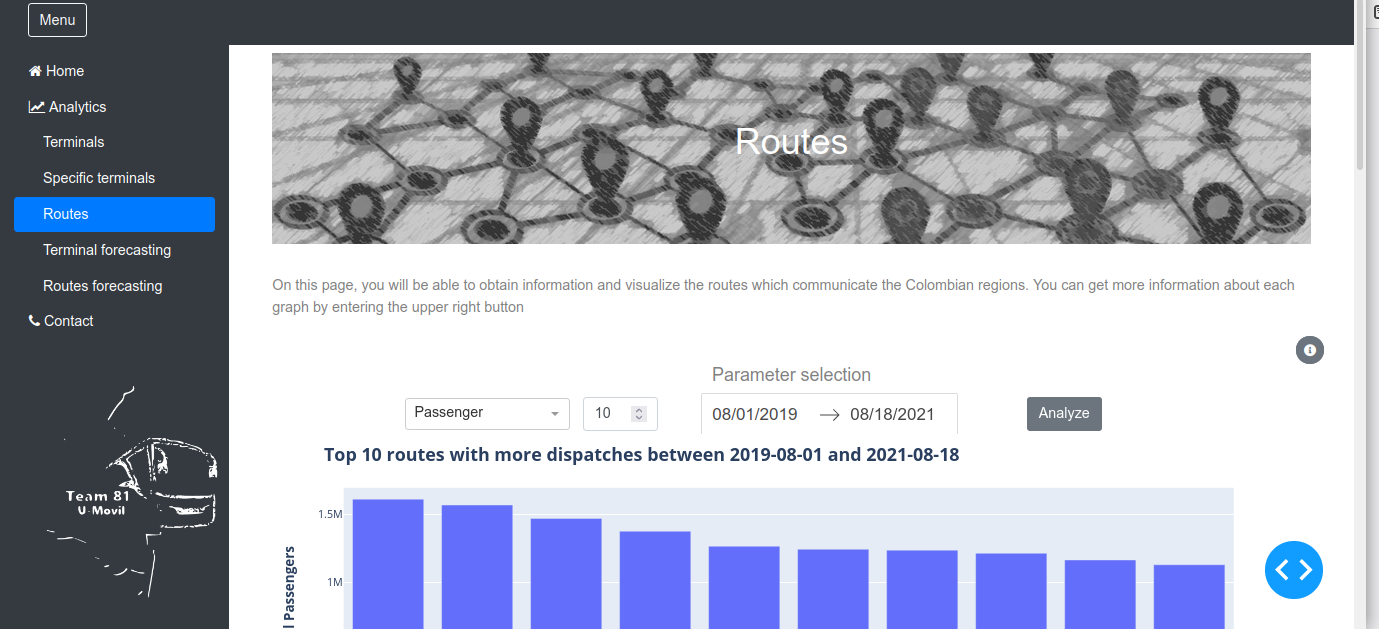 Menu
Home
Analytics
Terminals
Specific terminals
Routes
Terminal forecasting
Routes forecasting
Contact
Team 81
U-Movil
Routes
On this page, you will be able to obtain information and visualize the routes which communicate the Colombian regions. You can get more information about each
graph by entering the upper right button
Parameter selection
Passenger
10
08/01/2019 → 08/18/2021
Analyze
Top 10 routes with more dispatches between 2019-08-01 and 2021-08-18
1.5M
1M
Passengers